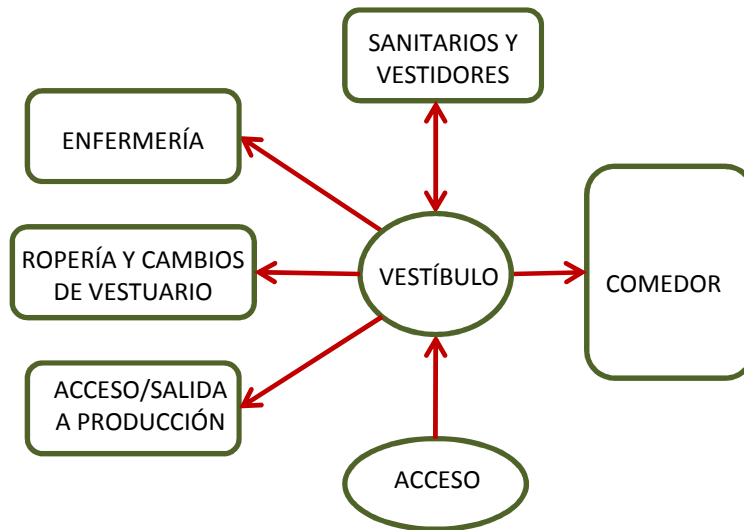 SANITARIOS Y
VESTIDORES
ENFERMERÍA
ROPERÍA Y CAMBIOS
DE VESTUARIO
VESTÍBULO
COMEDOR
ACCESO/SALIDA
A PRODUCCIÓN
ACCESO